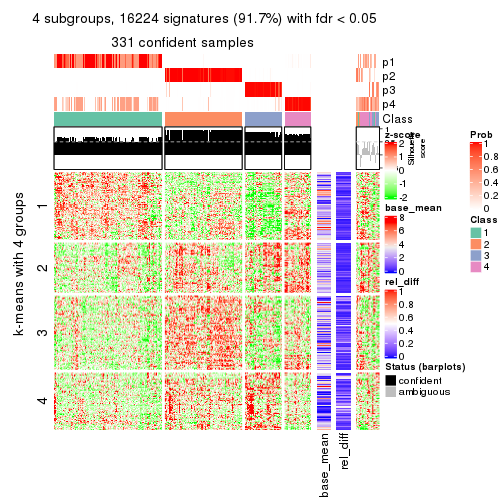 4 subgroups, 16224 signatures (91.7%) with fdr < 0.05
331 confident samples
p1
p2
p3
p4
Class
1
Silhouette
score
z-score
2
1
0
-1
-2
base_mean
8
6
4
2
0
rel_diff
1
0.8
0.6
0.4
0.2
0
Status (barplots)
confident
ambiguous
Prob
1
0.8
0.6
0.4
0.2
0
Class
1
2
3
4
k-means with 4 groups
1
2
3
4
base_mean
rel_diff